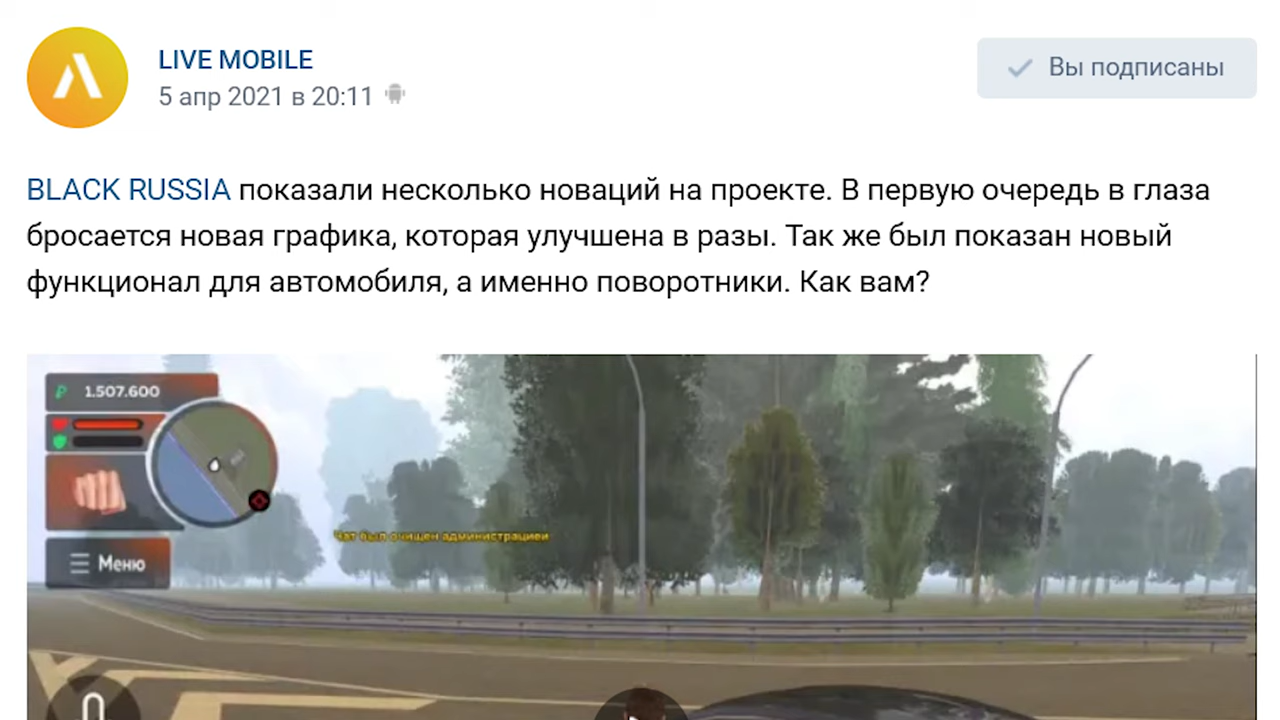 LIVE MOBILE
5 апр 2021 в 20:11
Вы подписаны
BLACK RUSSIA показали несколько новаций на проекте. В первую очередь в глаза
бросается новая графика, которая улучшена в разы. Так же был показан новый
функционал для автомобиля, а именно поворотники. Как вам?
₽ 1.507.600
Чат был очищен администрацией
Меню